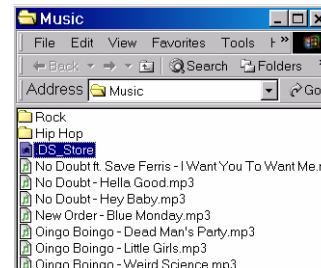 Music
File Edit View Favorites Tools »
Back Search Folders
Address Music Go
Rock
Hip Hop
.DS_Store
No Doubt ft. Save Ferris - I Want You To Want Me.
No Doubt - Hella Good.mp3
No Doubt - Hey Baby.mp3
New Order - Blue Monday.mp3
Oingo Boingo - Dead Man's Party.mp3
Oingo Boingo - Little Girls.mp3
Oingo Boingo - Weird Science.mp3